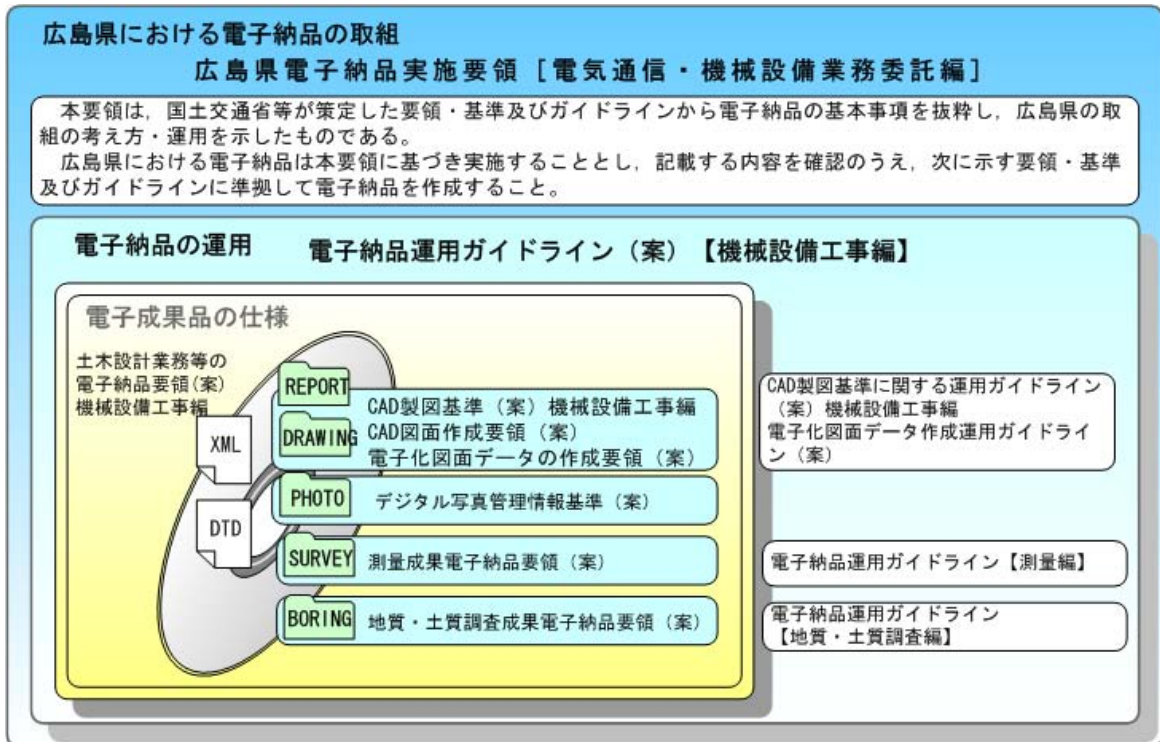 広島県における電子納品の取組
広島県電子納品実施要領［電気通信・機械設備業務委託編］
本要領は，国土交通省等が策定した要領・基準及びガイドラインから電子納品の基本事項を抜粋し，広島県の取
組の考え方・運用を示したものである。
広島県における電子納品は本要領に基づき実施することとし，記載する内容を確認のうえ，次に示す要領・基準
及びガイドラインに準拠して電子納品を作成すること。
電子納品の運用
電子納品運用ガイドライン（案）【機械設備工事編】
電子成果品の仕様
土木設計業務等の
電子納品要領(案)
機械設備工事編
XML
DTD
REPORT
DRAWING
CAD製図基準（案）機械設備工事編
CAD図面作成要領（案）
電子化図面データの作成要領（案）
CAD製図基準に関する運用ガイドライン
（案）機械設備工事編
電子化図面データ作成運用ガイドライ
ン（案）
PHOTO
デジタル写真管理情報基準（案）
SURVEY
測量成果電子納品要領（案）
電子納品運用ガイドライン【測量編】
BORING
地質・土質調査成果電子納品要領（案）
電子納品運用ガイドライン
【地質・土質調査編】